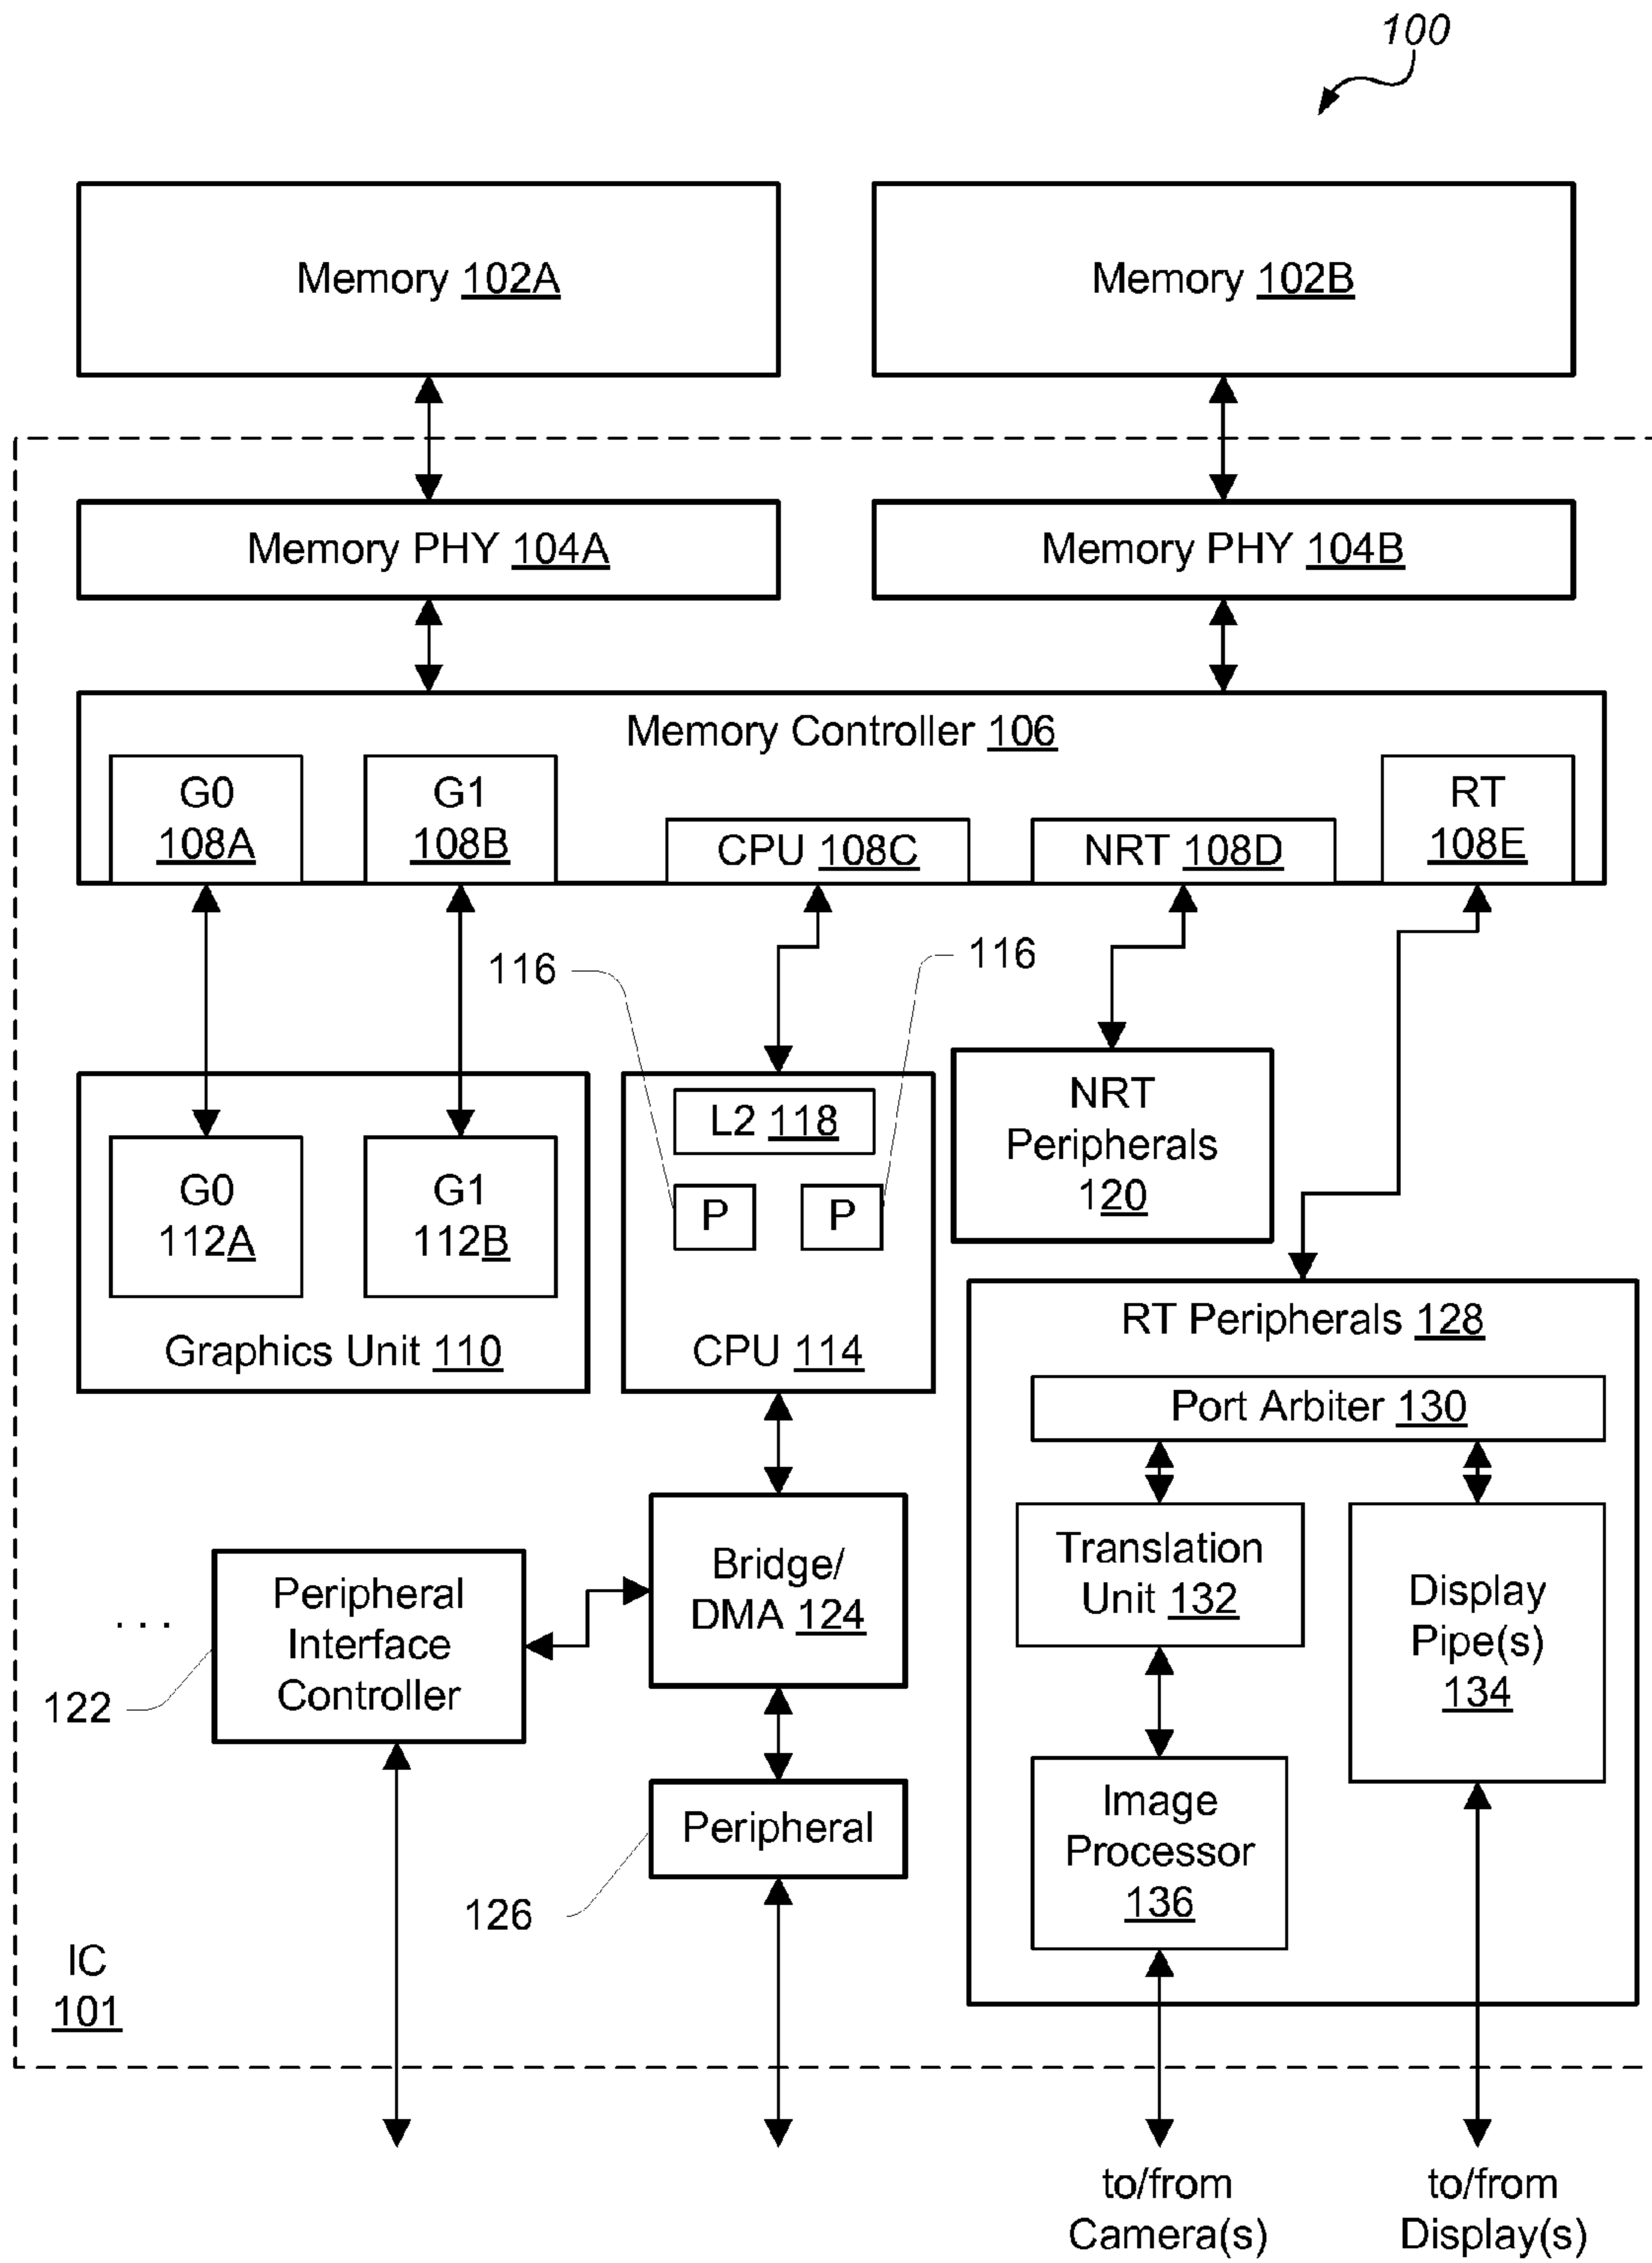 100
Memory 102A
Memory 102B
Memory PHY 104A
Memory PHY 104B
Memory Controller 106
G0
108A
G1
108B
CPU 108C
NRT 108D
RT
108E
116
116
G0
112A
G1
112B
Graphics Unit 110
L2 118
P
P
CPU 114
NRT
Peripherals
120
RT Peripherals 128
Port Arbiter 130
Translation
Unit 132
Display
Pipe(s)
134
Image
Processor
136
Bridge/
DMA 124
. . .
Peripheral
Interface
Controller
122
Peripheral
126
IC
101
to/from
Camera(s)
to/from
Display(s)